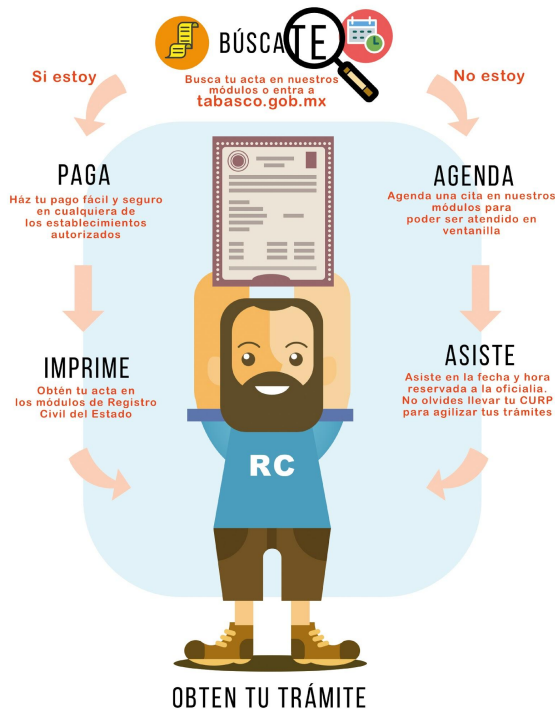 BÚSCATE
Busca tu acta en nuestros
módulos o entra a
tabasco.gob.mx
Si estoy
PAGA
Ház tu pago fácil y seguro
en cualquiera de
los establecimientos
autorizados
IMPRIME
Obtén tu acta en
los módulos de Registro
Civil del Estado
No estoy
AGENDA
Agenda una cita en nuestros
módulos para
poder ser atendido en
ventanilla
ASISTE
Asiste en la fecha y hora
reservada a la oficialia.
No olvides llevar tu CURP
para agilizar tus trámites
RC
OBTEN TU TRÁMITE